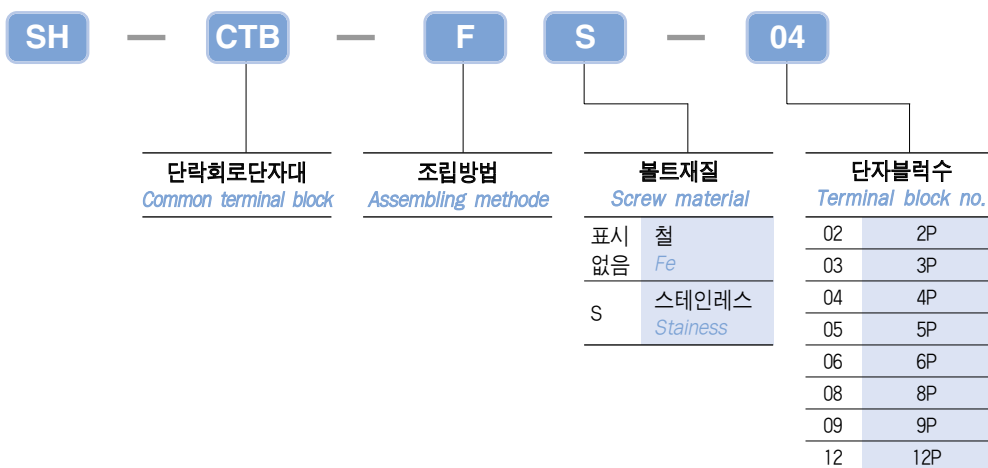 SH — CTB — F S — 04
단락회로단자대
Common terminal block
조립방법
Assembling methode
볼트재질
Screw material
표시 없음 철
Fe
S 스테인레스
Stainess
단자블럭수
Terminal block no.
02 2P
03 3P
04 4P
05 5P
06 6P
08 8P
09 9P
12 12P